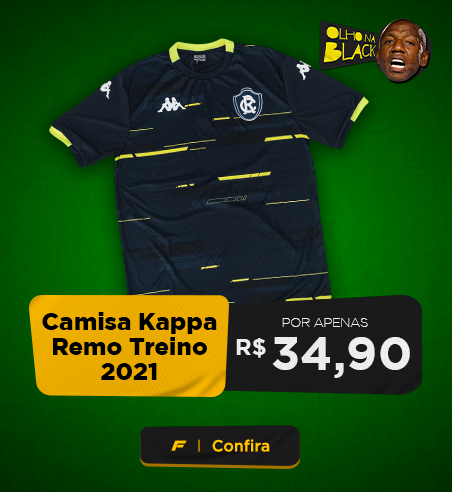 OLHO NA
BLACK
Camisa Kappa
Remo Treino
2021
POR APENAS
R$ 34,90
F | Confira